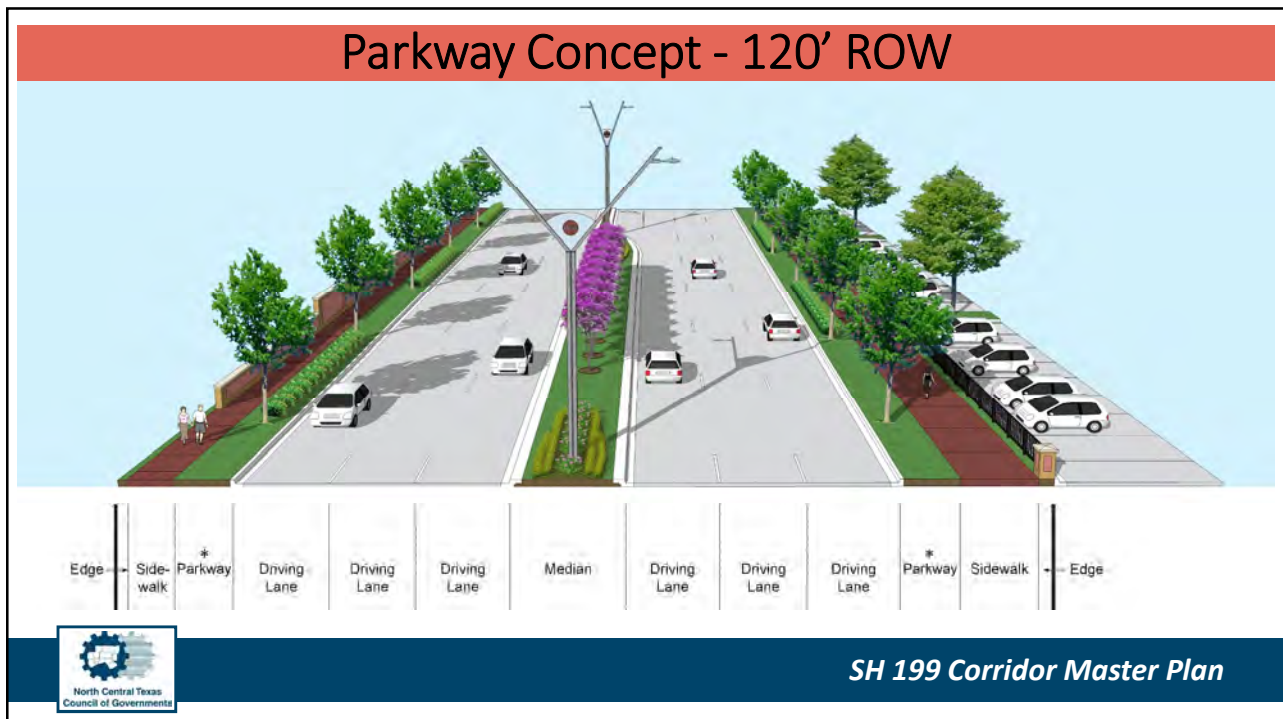 Parkway Concept - 120' ROW
Edge
Side-
walk
*
Parkway
Driving
Lane
Driving
Lane
Driving
Lane
Median
Driving
Lane
Driving
Lane
Driving
Lane
*
Parkway
Sidewalk
Edge
North Central Texas
Council of Governments
SH 199 Corridor Master Plan